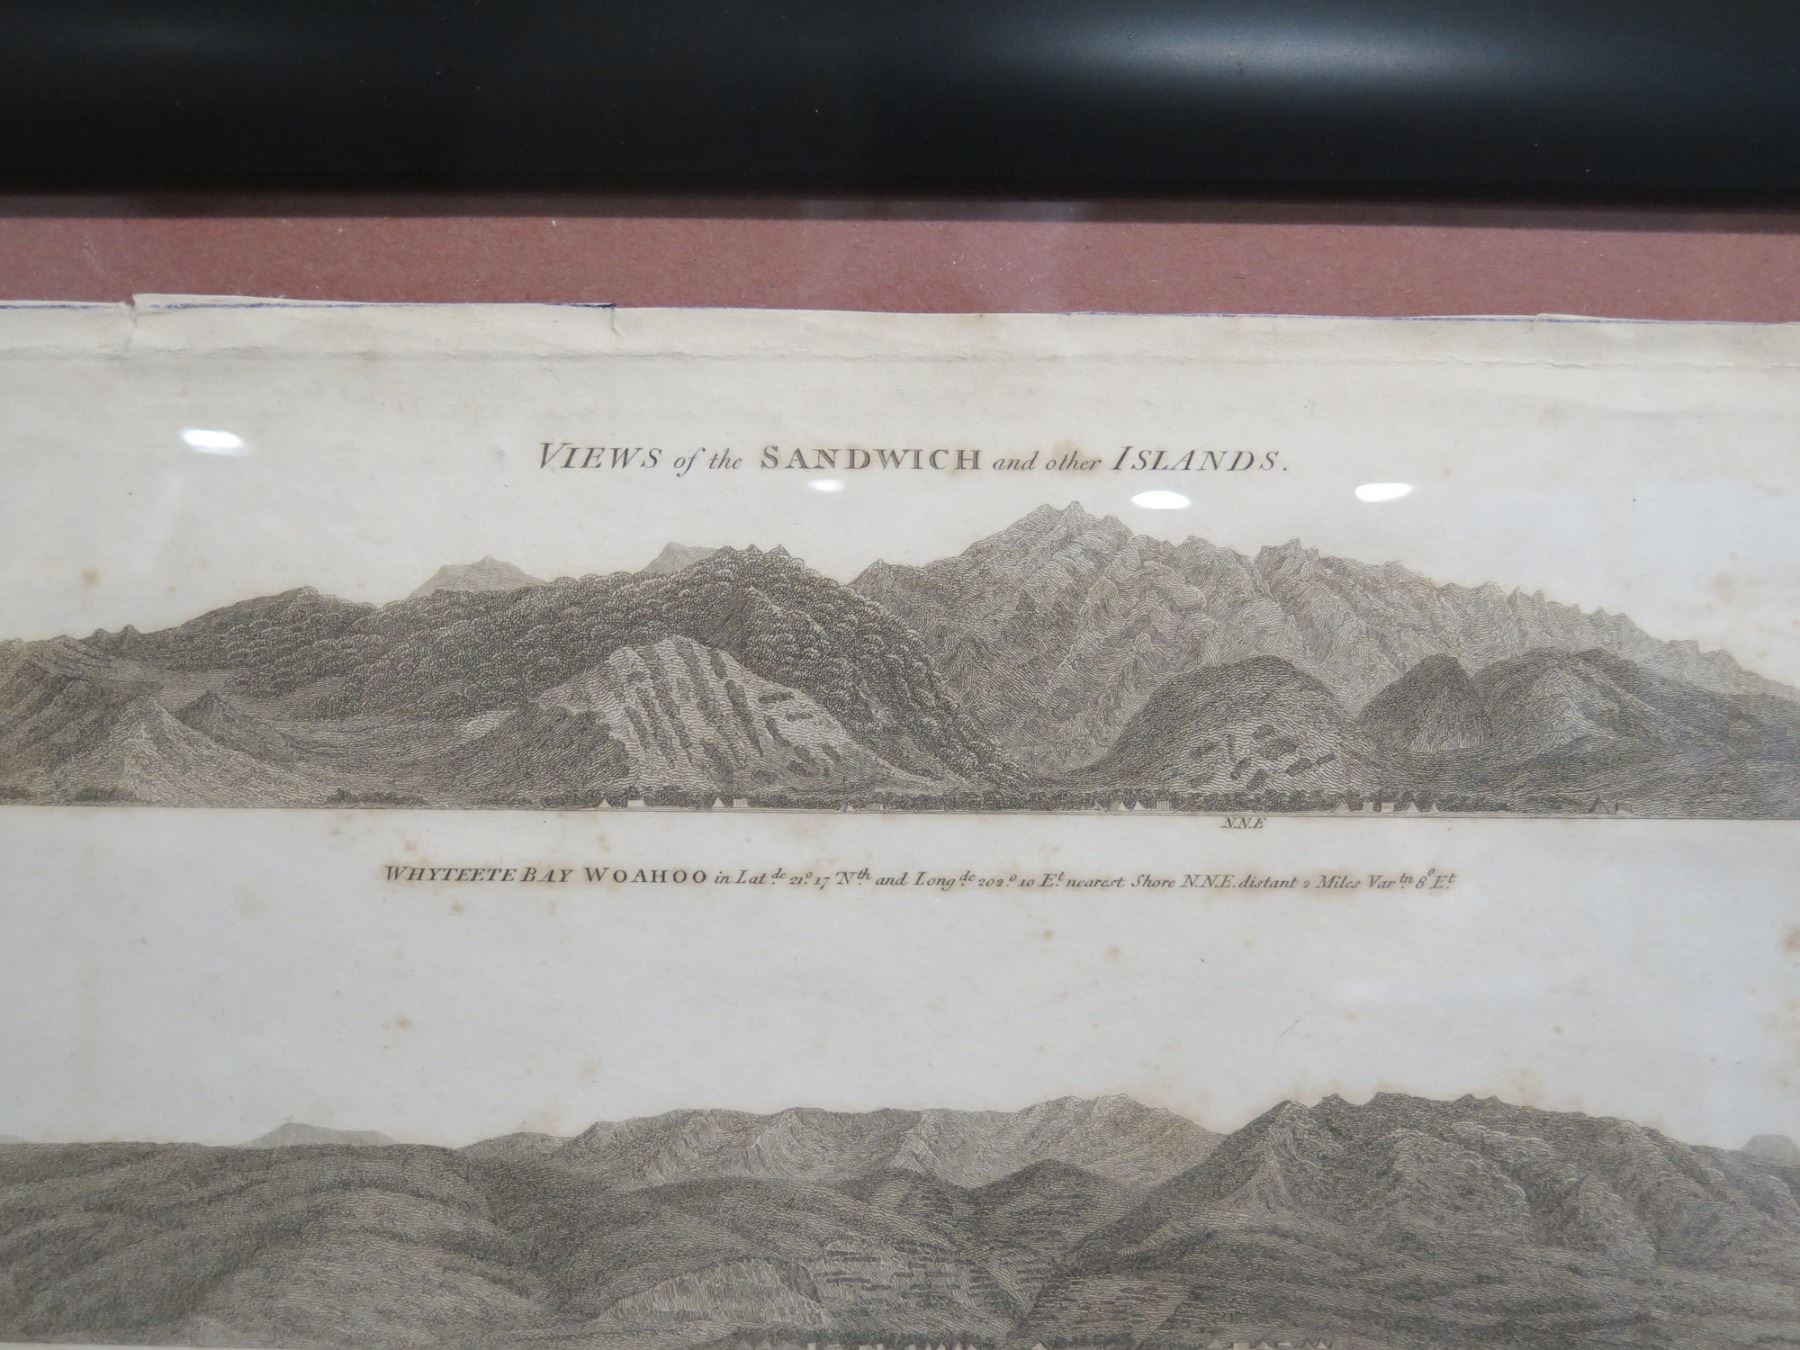 VIEWS of the SANDWICH and other ISLANDS.
N.N.E
WHYTEETE BAY WOAHOO in Lat.de 21.° 17 Nth and Long.de 202.° 10 E.t nearest Shore N.N.E. distant 2 Miles Var.tn 8° E.t